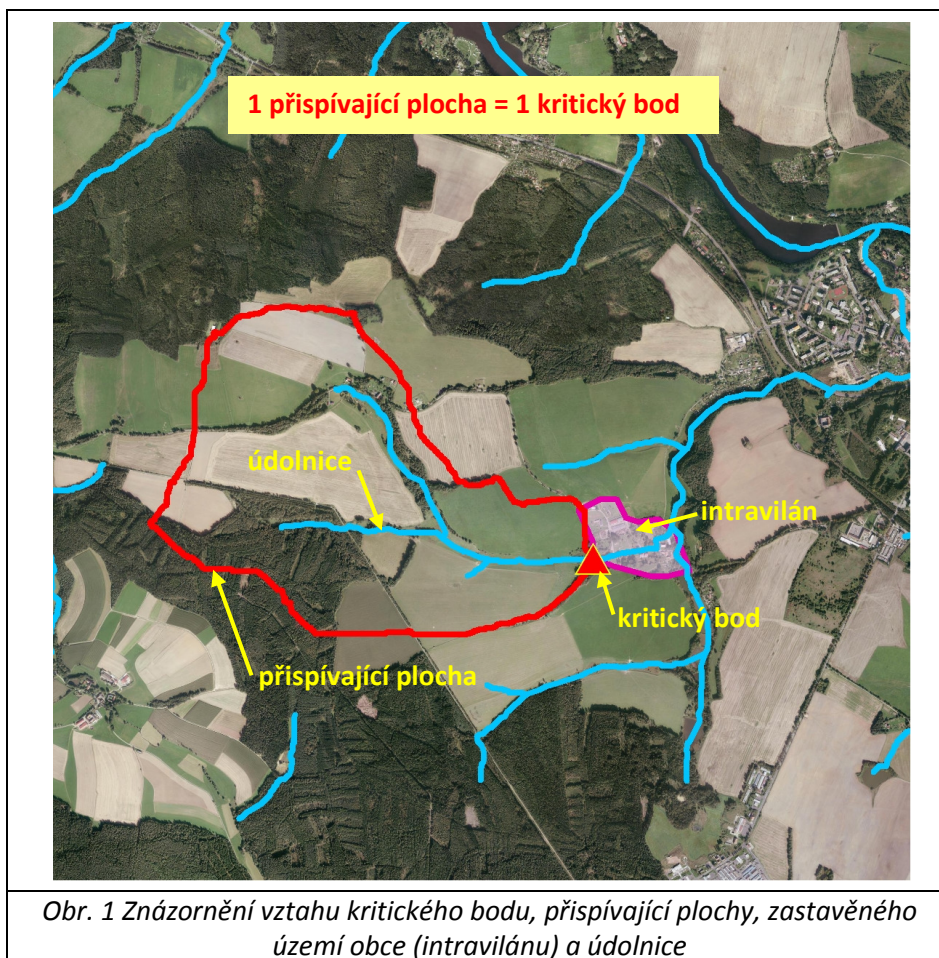 1 přispívající plocha = 1 kritický bod
údolnice
intravilán
kritický bod
přispívající plocha
Obr. 1 Znázornění vztahu kritického bodu, přispívající plochy, zastavěného
území obce (intravilánu) a údolnice